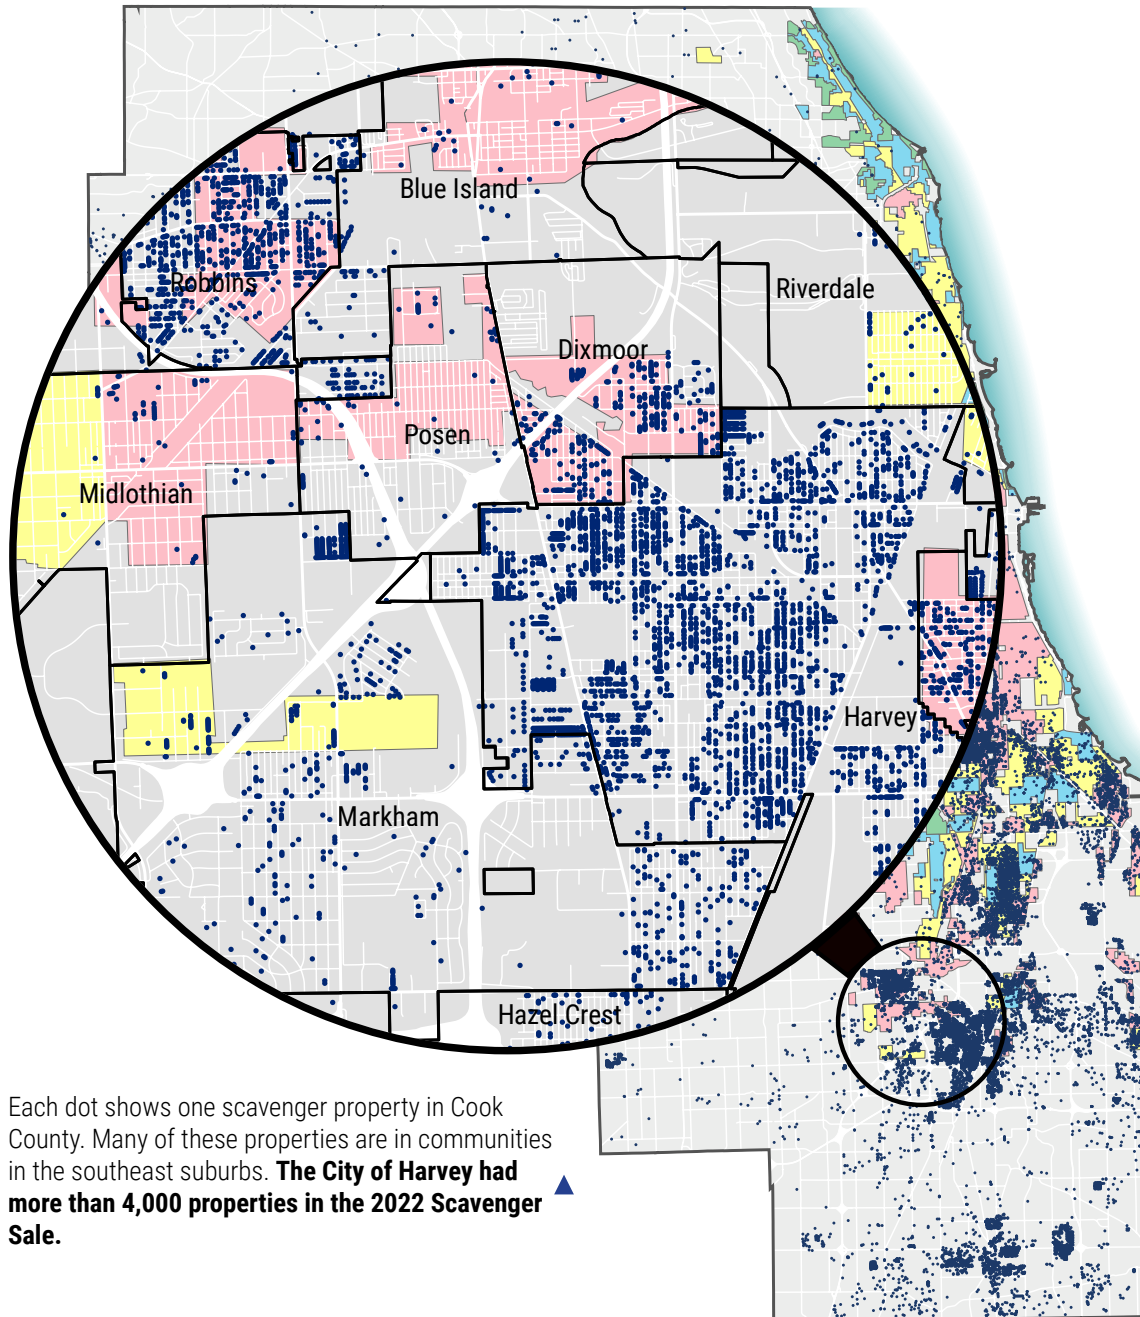 Blue Island
Robbins
Riverdale
Dixmoor
Posen
Midlothian
Harvey
Markham
Hazel Crest
Each dot shows one scavenger property in Cook
County. Many of these properties are in communities
in the southeast suburbs. The City of Harvey had
more than 4,000 properties in the 2022 Scavenger
Sale.